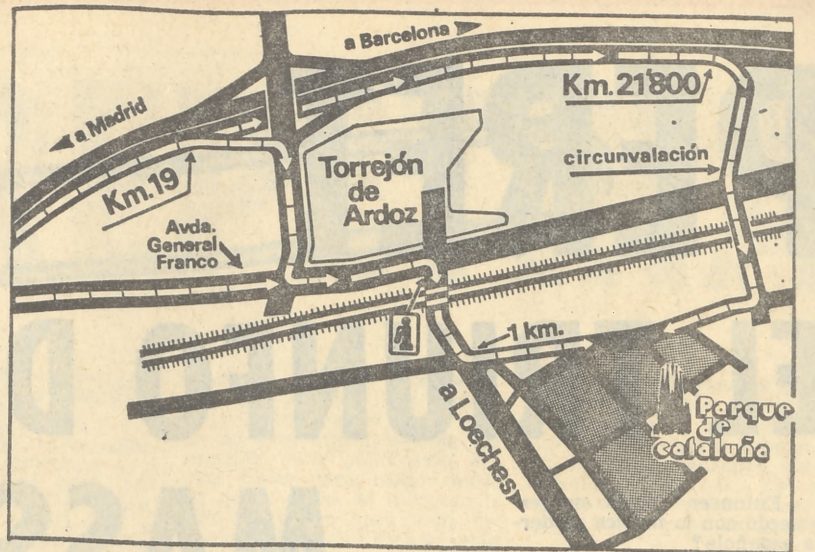 a Barcelona
a Madrid
Km. 21'800
Km. 19
circunvalación
Torrejón
de
Ardoz
Avda.
General
Franco
1 km.
a Loeches
Parque
de
cataluña